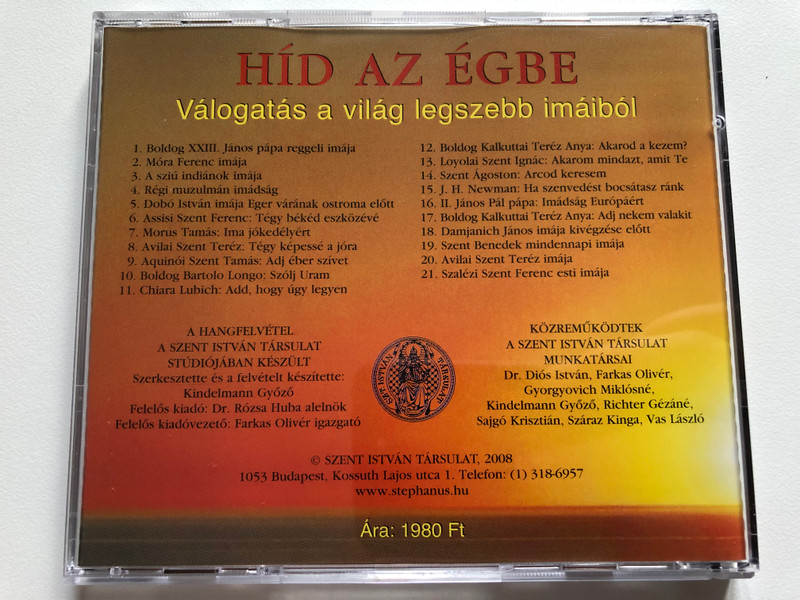 HÍD AZ ÉGBE
Válogatás a világ legszebb imáiból
1. Boldog XXIII. János pápa reggeli imája
2. Móra Ferenc imája
3. A sziú indiánok imája
4. Régi muzulmán imádság
5. Dobó István imája Eger várának ostroma előtt
6. Assisi Szent Ferenc: Tégy békéd eszközévé
7. Morus Tamás: Ima jókedélyért
8. Avilai Szent Teréz: Tégy képessé a jóra
9. Aquinói Szent Tamás: Adj éber szívet
10. Boldog Bartolo Longo: Szólj Uram
11. Chiara Lubich: Add, hogy úgy legyen
12. Boldog Kalkuttai Teréz Anya: Akarod a kezem?
13. Loyolai Szent Ignác: Akarom mindazt, amit Te
14. Szent Ágoston: Arcod keresem
15. J. H. Newman: Ha szenvedést bocsátasz ránk
16. II. János Pál pápa: Imádság Európáért
17. Boldog Kalkuttai Teréz Anya: Adj nekem valakit
18. Damjanich János imája kivégzése előtt
19. Szent Benedek mindennapi imája
20. Avilai Szent Teréz imája
21. Szalézi Szent Ferenc esti imája
A HANGFELVÉTEL
A SZENT ISTVÁN TÁRSULAT
STÚDIÓJÁBAN KÉSZÜLT
Szerkesztette és a felvételt készítette:
Kindelmann Győző
Felelős kiadó: Dr. Rózsa Huba alelnök
Felelős kiadóvezető: Farkas Olivér igazgató
SZT. ISTVÁN TÁRSULAT
KÖZREMŰKÖDTEK
A SZENT ISTVÁN TÁRSULAT
MUNKATÁRSAI
Dr. Diós István, Farkas Olivér,
Gyorgyovich Miklósné,
Kindelmann Győző, Richter Gézáné,
Sajgó Krisztián, Száraz Kinga, Vas László
© SZENT ISTVÁN TÁRSULAT, 2008
1053 Budapest, Kossuth Lajos utca 1. Telefon: (1) 318-6957
www.stephanus.hu
Ára: 1980 Ft